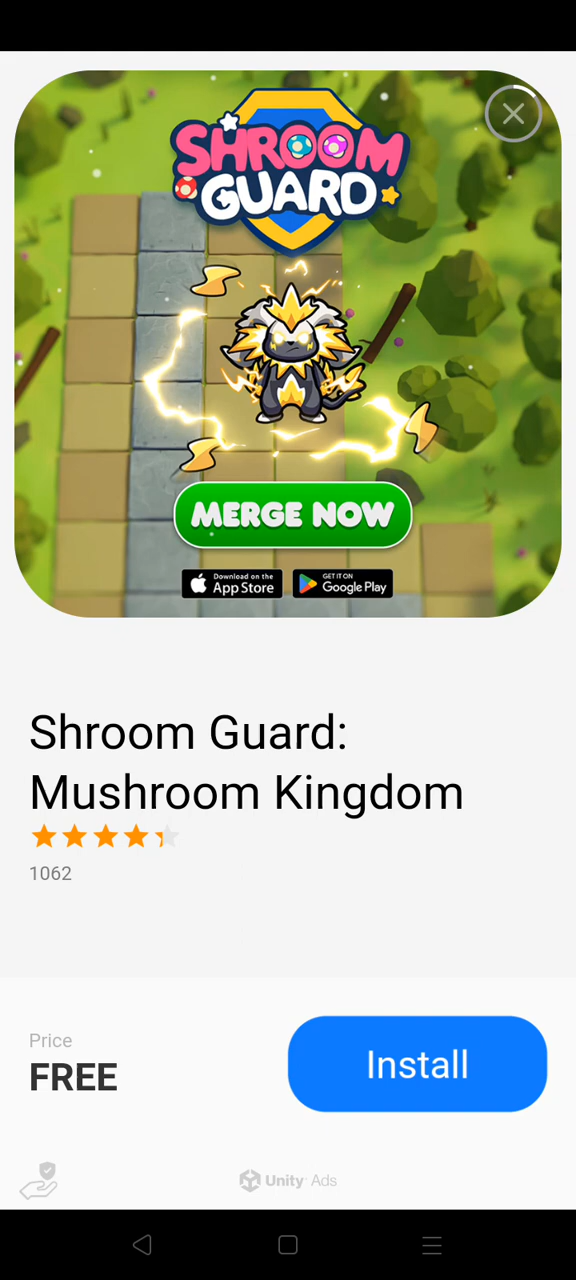 SHROOM
GUARD
MERGE NOW
Download on the
App Store
GET IT ON
Google Play
Shroom Guard:
Mushroom Kingdom
1062
Price
FREE
Install
Unity Ads